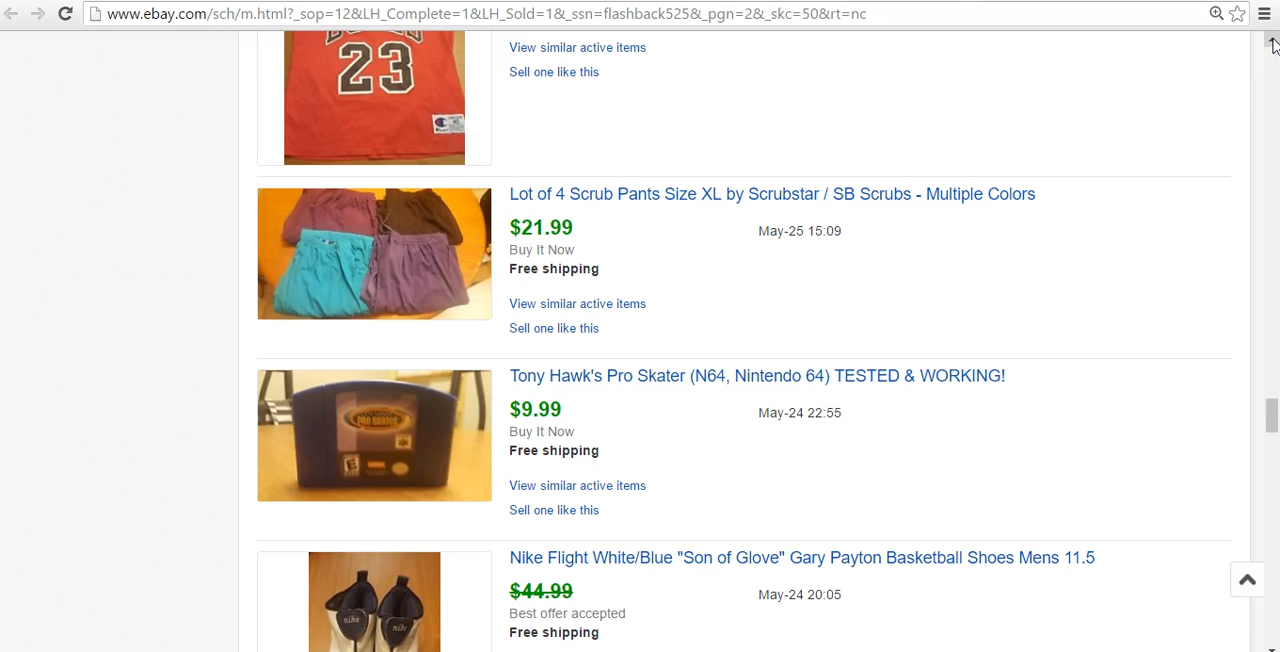 www.ebay.com/sch/m.html?_sop=12&LH_Complete=1&LH_Sold=1&_ssn=flashback525&_pgn=2&_skc=50&rt=nc
23
View similar active items
Sell one like this
Lot of 4 Scrub Pants Size XL by Scrubstar / SB Scrubs - Multiple Colors
$21.99
May-25 15:09
Buy It Now
Free shipping
View similar active items
Sell one like this
Tony Hawk's Pro Skater (N64, Nintendo 64) TESTED & WORKING!
$9.99
May-24 22:55
Buy It Now
Free shipping
PRO SKATER
E
View similar active items
Sell one like this
Nike Flight White/Blue "Son of Glove" Gary Payton Basketball Shoes Mens 11.5
$44.99
May-24 20:05
Best offer accepted
Free shipping
nike nike